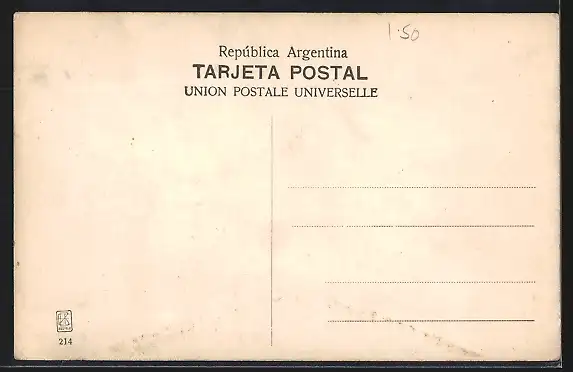 1.50
República Argentina
TARJETA POSTAL
UNION POSTALE UNIVERSELLE
214